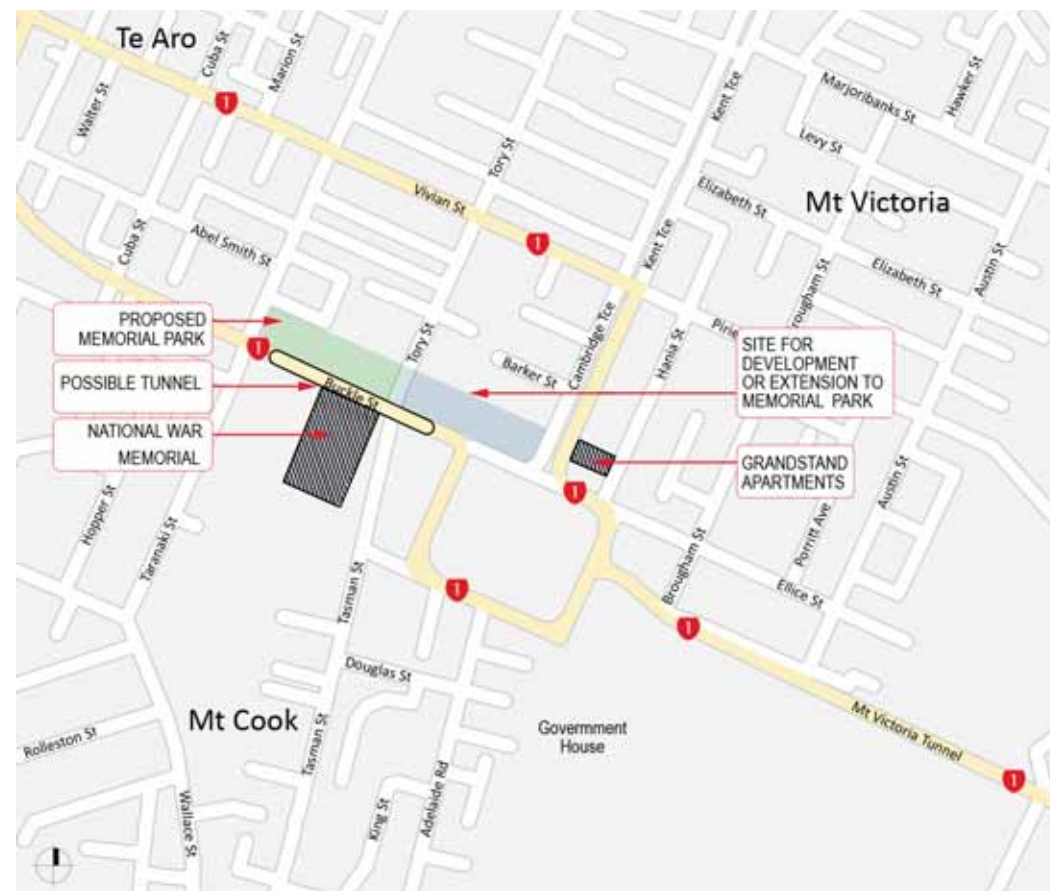 Te Aro
Cuba St
Marion St
Walter St
1
Kent Tce
Marjoribanks St
Hawker St
Levy St
Tory St
Vivian St
Elizabeth St
Mt Victoria
Cuba St
Abel Smith St
1
Kent Tce
Elizabeth St
Austin St
PROPOSED
MEMORIAL PARK
1
POSSIBLE TUNNEL
NATIONAL WAR
MEMORIAL
Buckle St
Tory St
Barker St
Cambridge Tce
Hania St
Pirie
rougham St
SITE FOR
DEVELOPMENT
OR EXTENSION TO
MEMORIAL PARK
GRANDSTAND
APARTMENTS
1
Austin St
Porritt Ave
Hopper St
Taranaki St
Tasman St
1
Brougham St
Ellice St
1
Douglas St
Mt Cook
Government
House
Mt Victoria Tunnel
1
Rolleston St
Tasman St
Wallace St
King St
Adelaide Rd